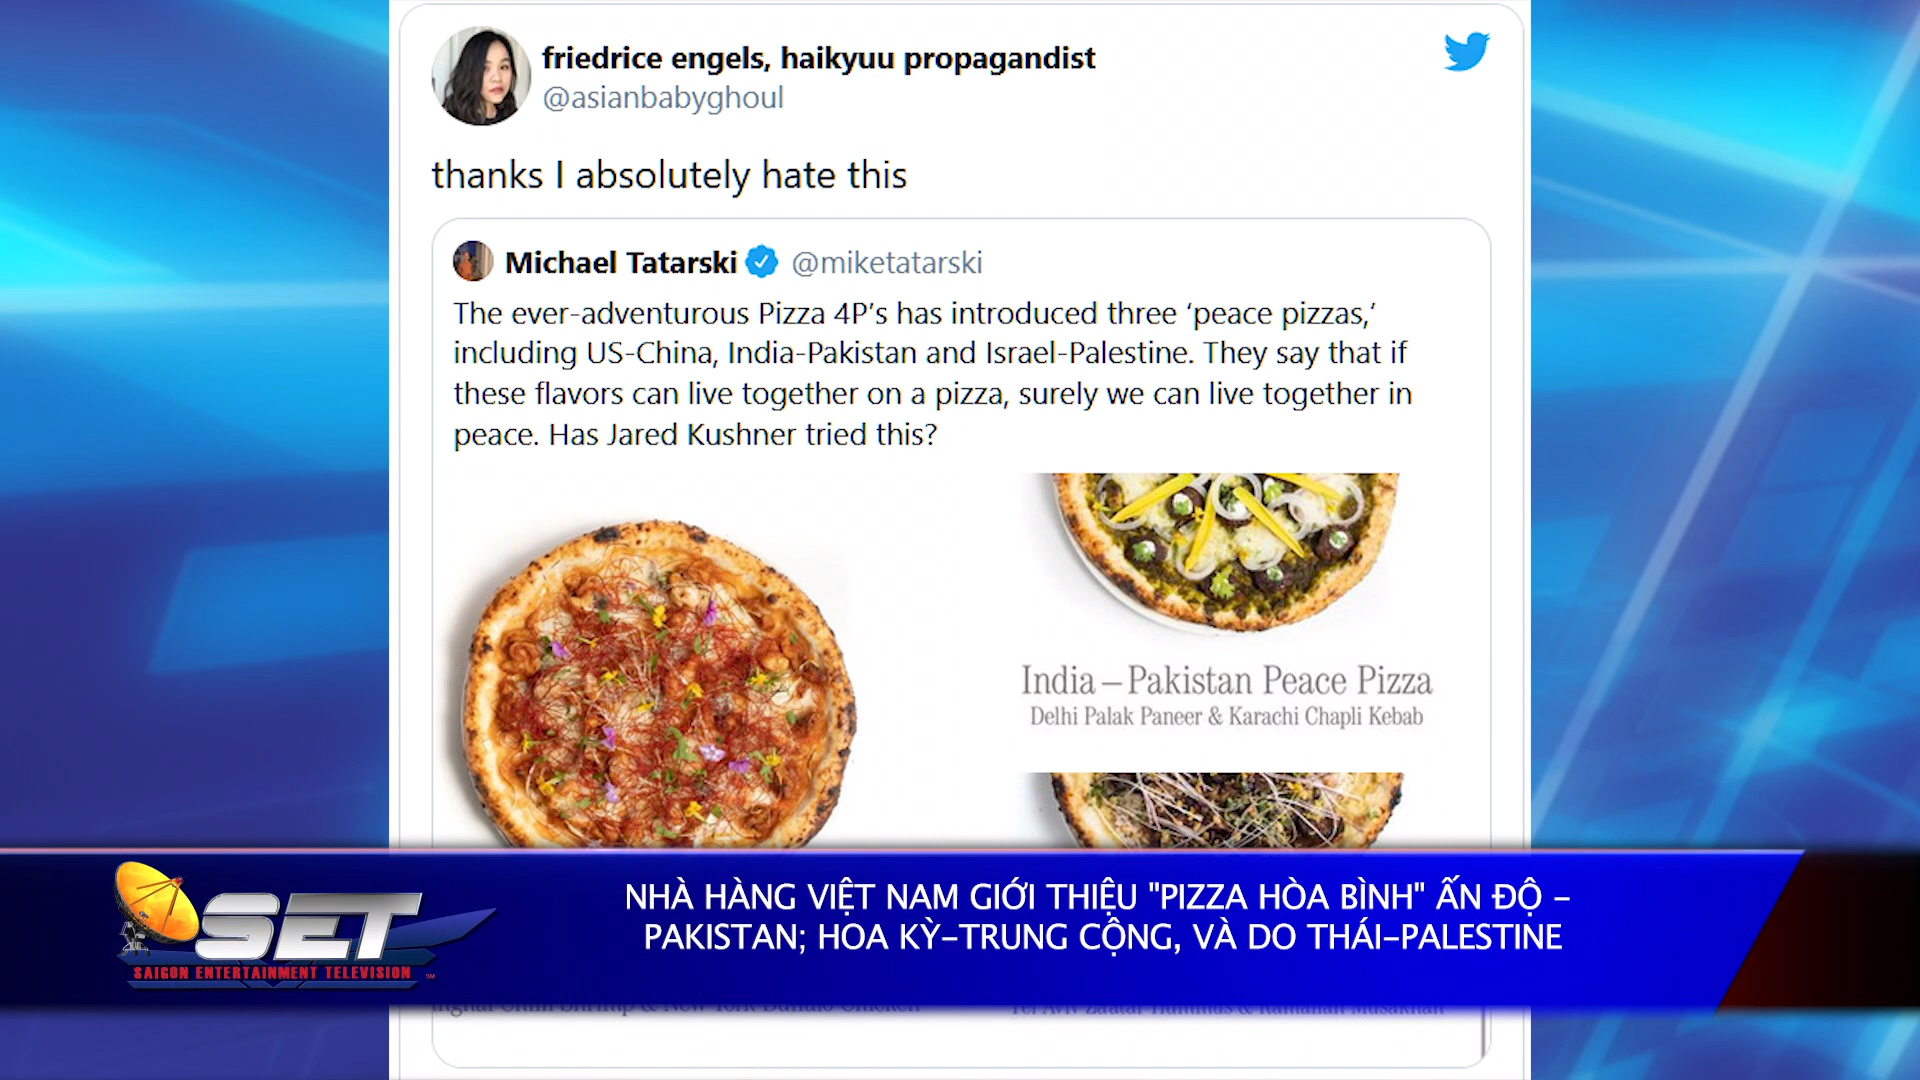 friedrice engels, haikyuu propagandist
@asianbabyghoul
thanks I absolutely hate this
Michael Tatarski @miketatarski
The ever-adventurous Pizza 4P's has introduced three ‘peace pizzas,‘
including US-China, India-Pakistan and Israel-Palestine. They say that if
these flavors can live together on a pizza, surely we can live together in
peace. Has Jared Kushner tried this?
India – Pakistan Peace Pizza
Delhi Palak Paneer & Karachi Chapli Kebab
NHÀ HÀNG VIỆT NAM GIỚI THIỆU "PIZZA HÒA BÌNH" ẤN ĐỘ –
PAKISTAN; HOA KỲ–TRUNG CỘNG, VÀ DO THÁI–PALESTINE
SET
SAIGON ENTERTAINMENT TELEVISION SM